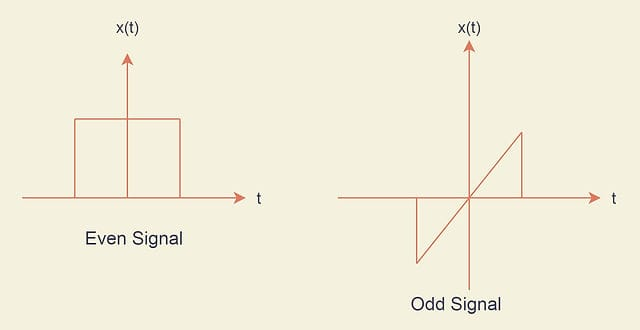 x(t)
t
Even Signal
x(t)
t
Odd Signal